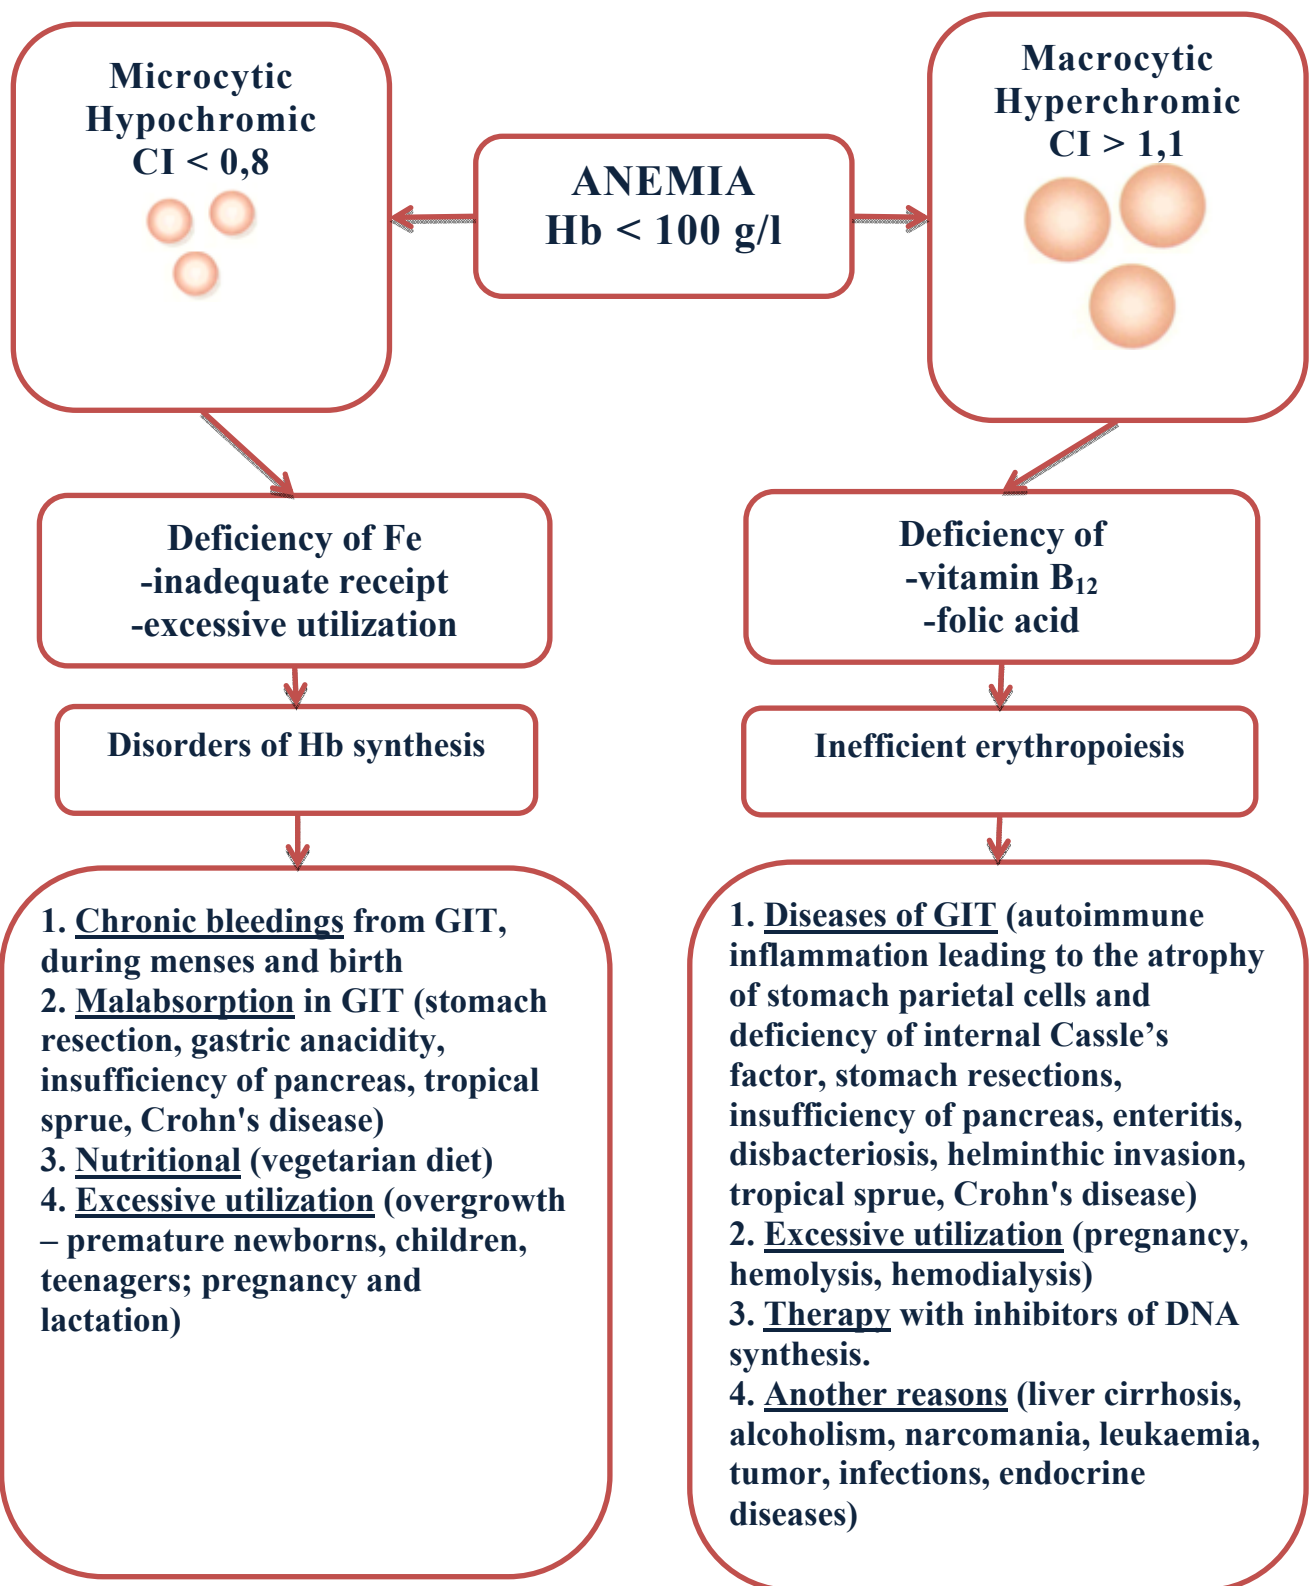 Microcytic
Hypochromic
CI < 0,8
ANEMIA
Hb < 100 g/l
Macrocytic
Hyperchromic
CI > 1,1
Deficiency of Fe
-inadequate receipt
-excessive utilization
Deficiency of
-vitamin B₁₂
-folic acid
Disorders of Hb synthesis
Inefficient erythropoiesis
1. Chronic bleedings from GIT,
during menses and birth
2. Malabsorption in GIT (stomach
resection, gastric anacidity,
insufficiency of pancreas, tropical
sprue, Crohn's disease)
3. Nutritional (vegetarian diet)
4. Excessive utilization (overgrowth
– premature newborns, children,
teenagers; pregnancy and
lactation)
1. Diseases of GIT (autoimmune
inflammation leading to the atrophy
of stomach parietal cells and
deficiency of internal Cassle’s
factor, stomach resections,
insufficiency of pancreas, enteritis,
disbacteriosis, helminthic invasion,
tropical sprue, Crohn's disease)
2. Excessive utilization (pregnancy,
hemolysis, hemodialysis)
3. Therapy with inhibitors of DNA
synthesis.
4. Another reasons (liver cirrhosis,
alcoholism, narcomania, leukaemia,
tumor, infections, endocrine
diseases)